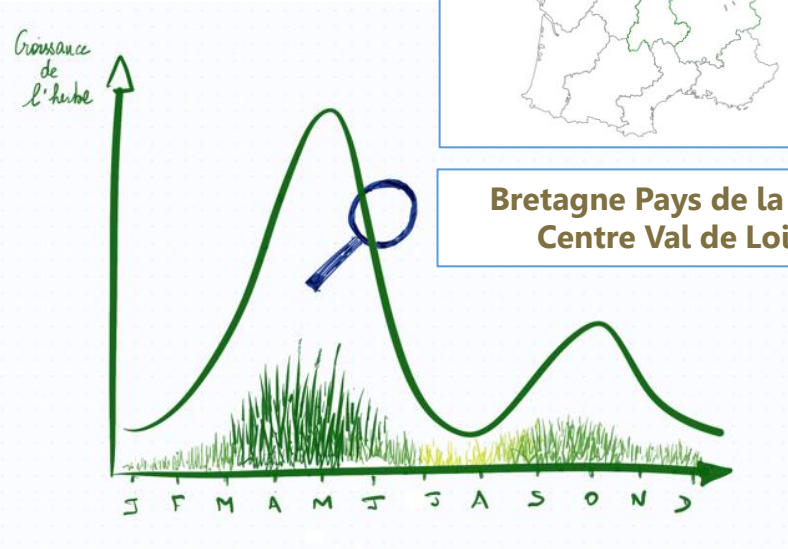 Croissance
de
l'herbe
Bretagne Pays de la
Centre Val de Loi
J F M A M J J A S O N D